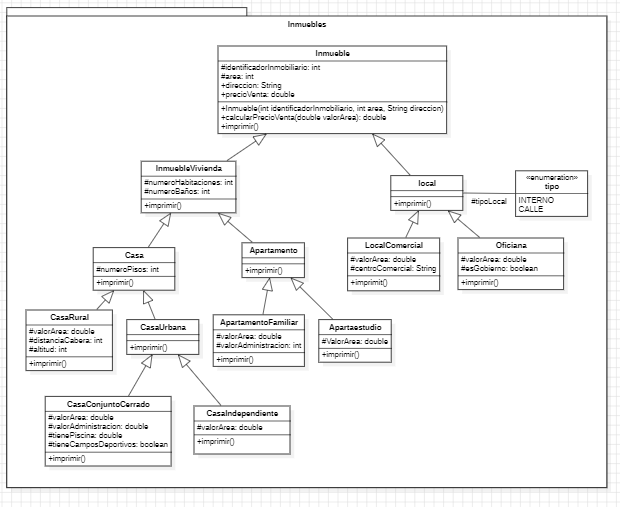 Inmuebles
Inmueble
#identificadorInmobiliario: int
#area: int
+direccion: String
+precioVenta: double
+Inmueble(int identificadorInmobiliario, int area, String direccion)
+calcularPrecioVenta(double valorArea): double
+imprimir()
InmuebleVivienda
#numeroHabitaciones: int
#numeroBaños: int
+imprimir()
local
+imprimir()
#tipoLocal
«enumeration»
tipo
INTERNO
CALLE
Casa
#numeroPisos: int
+imprimir()
Apartamento
+imprimir()
LocalComercial
#valorArea: double
#centroComercial: String
+imprimit()
Oficiana
#valorArea: double
#esGobierno: boolean
+imprimir()
CasaRural
#valorArea: double
#distanciaCabera: int
#altitud: int
+imprimir()
CasaUrbana
+imprimir()
ApartamentoFamiliar
#valorArea: double
#valorAdministracion: int
+imprimir()
Apartaestudio
#ValorArea: double
+imprimir()
CasaConjuntoCerrado
#valorArea: double
#valorAdministracion: double
#tienePiscina: double
#tieneCamposDeportivos: boolean
+imprimir()
CasaIndependiente
#valorArea: double
+imprimir()